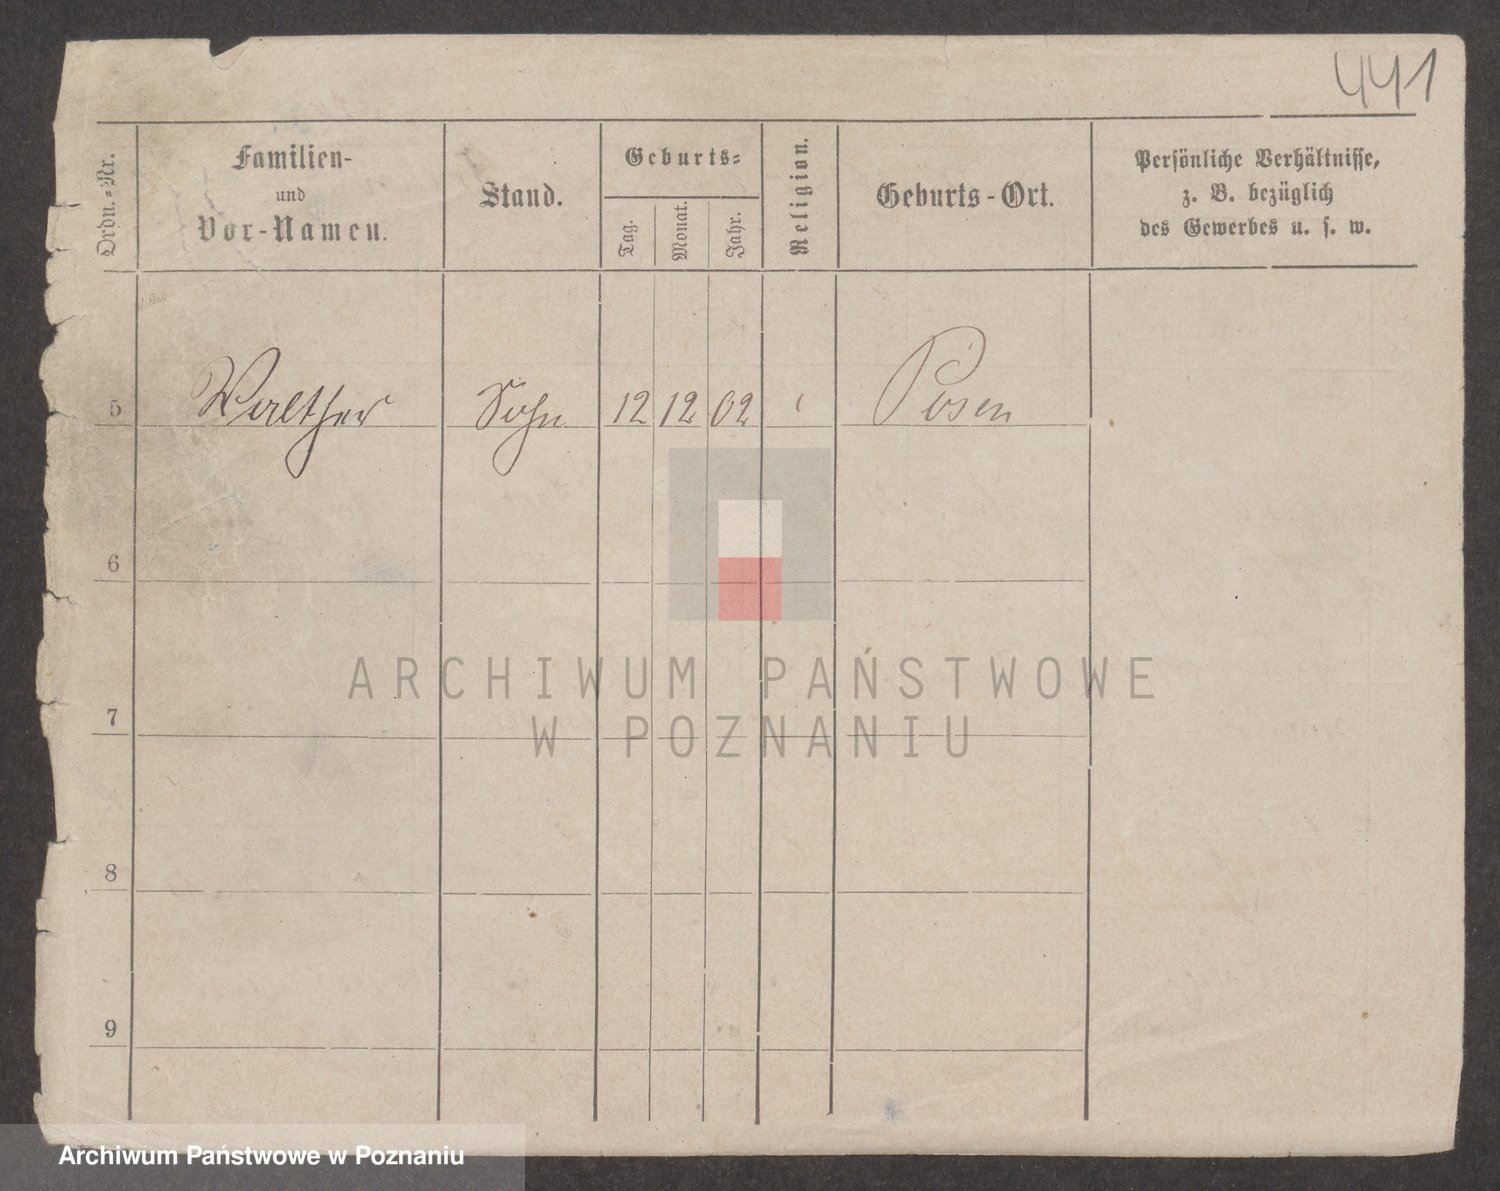 441
Ordn.-Nr.
Familien-
und
Vor-Namen.
Stand.
Geburts-
Tag.
Monat.
Jahr.
Religion.
Geburts-Ort.
Persönliche Verhältnisse,
z. B. bezüglich
des Gewerbes u. s. w.
5 Walther Sohn 12 12 02 Posen
6
7
8
9
ARCHIWUM PAŃSTWOWE
W POZNANIU
Archiwum Państwowe w Poznaniu